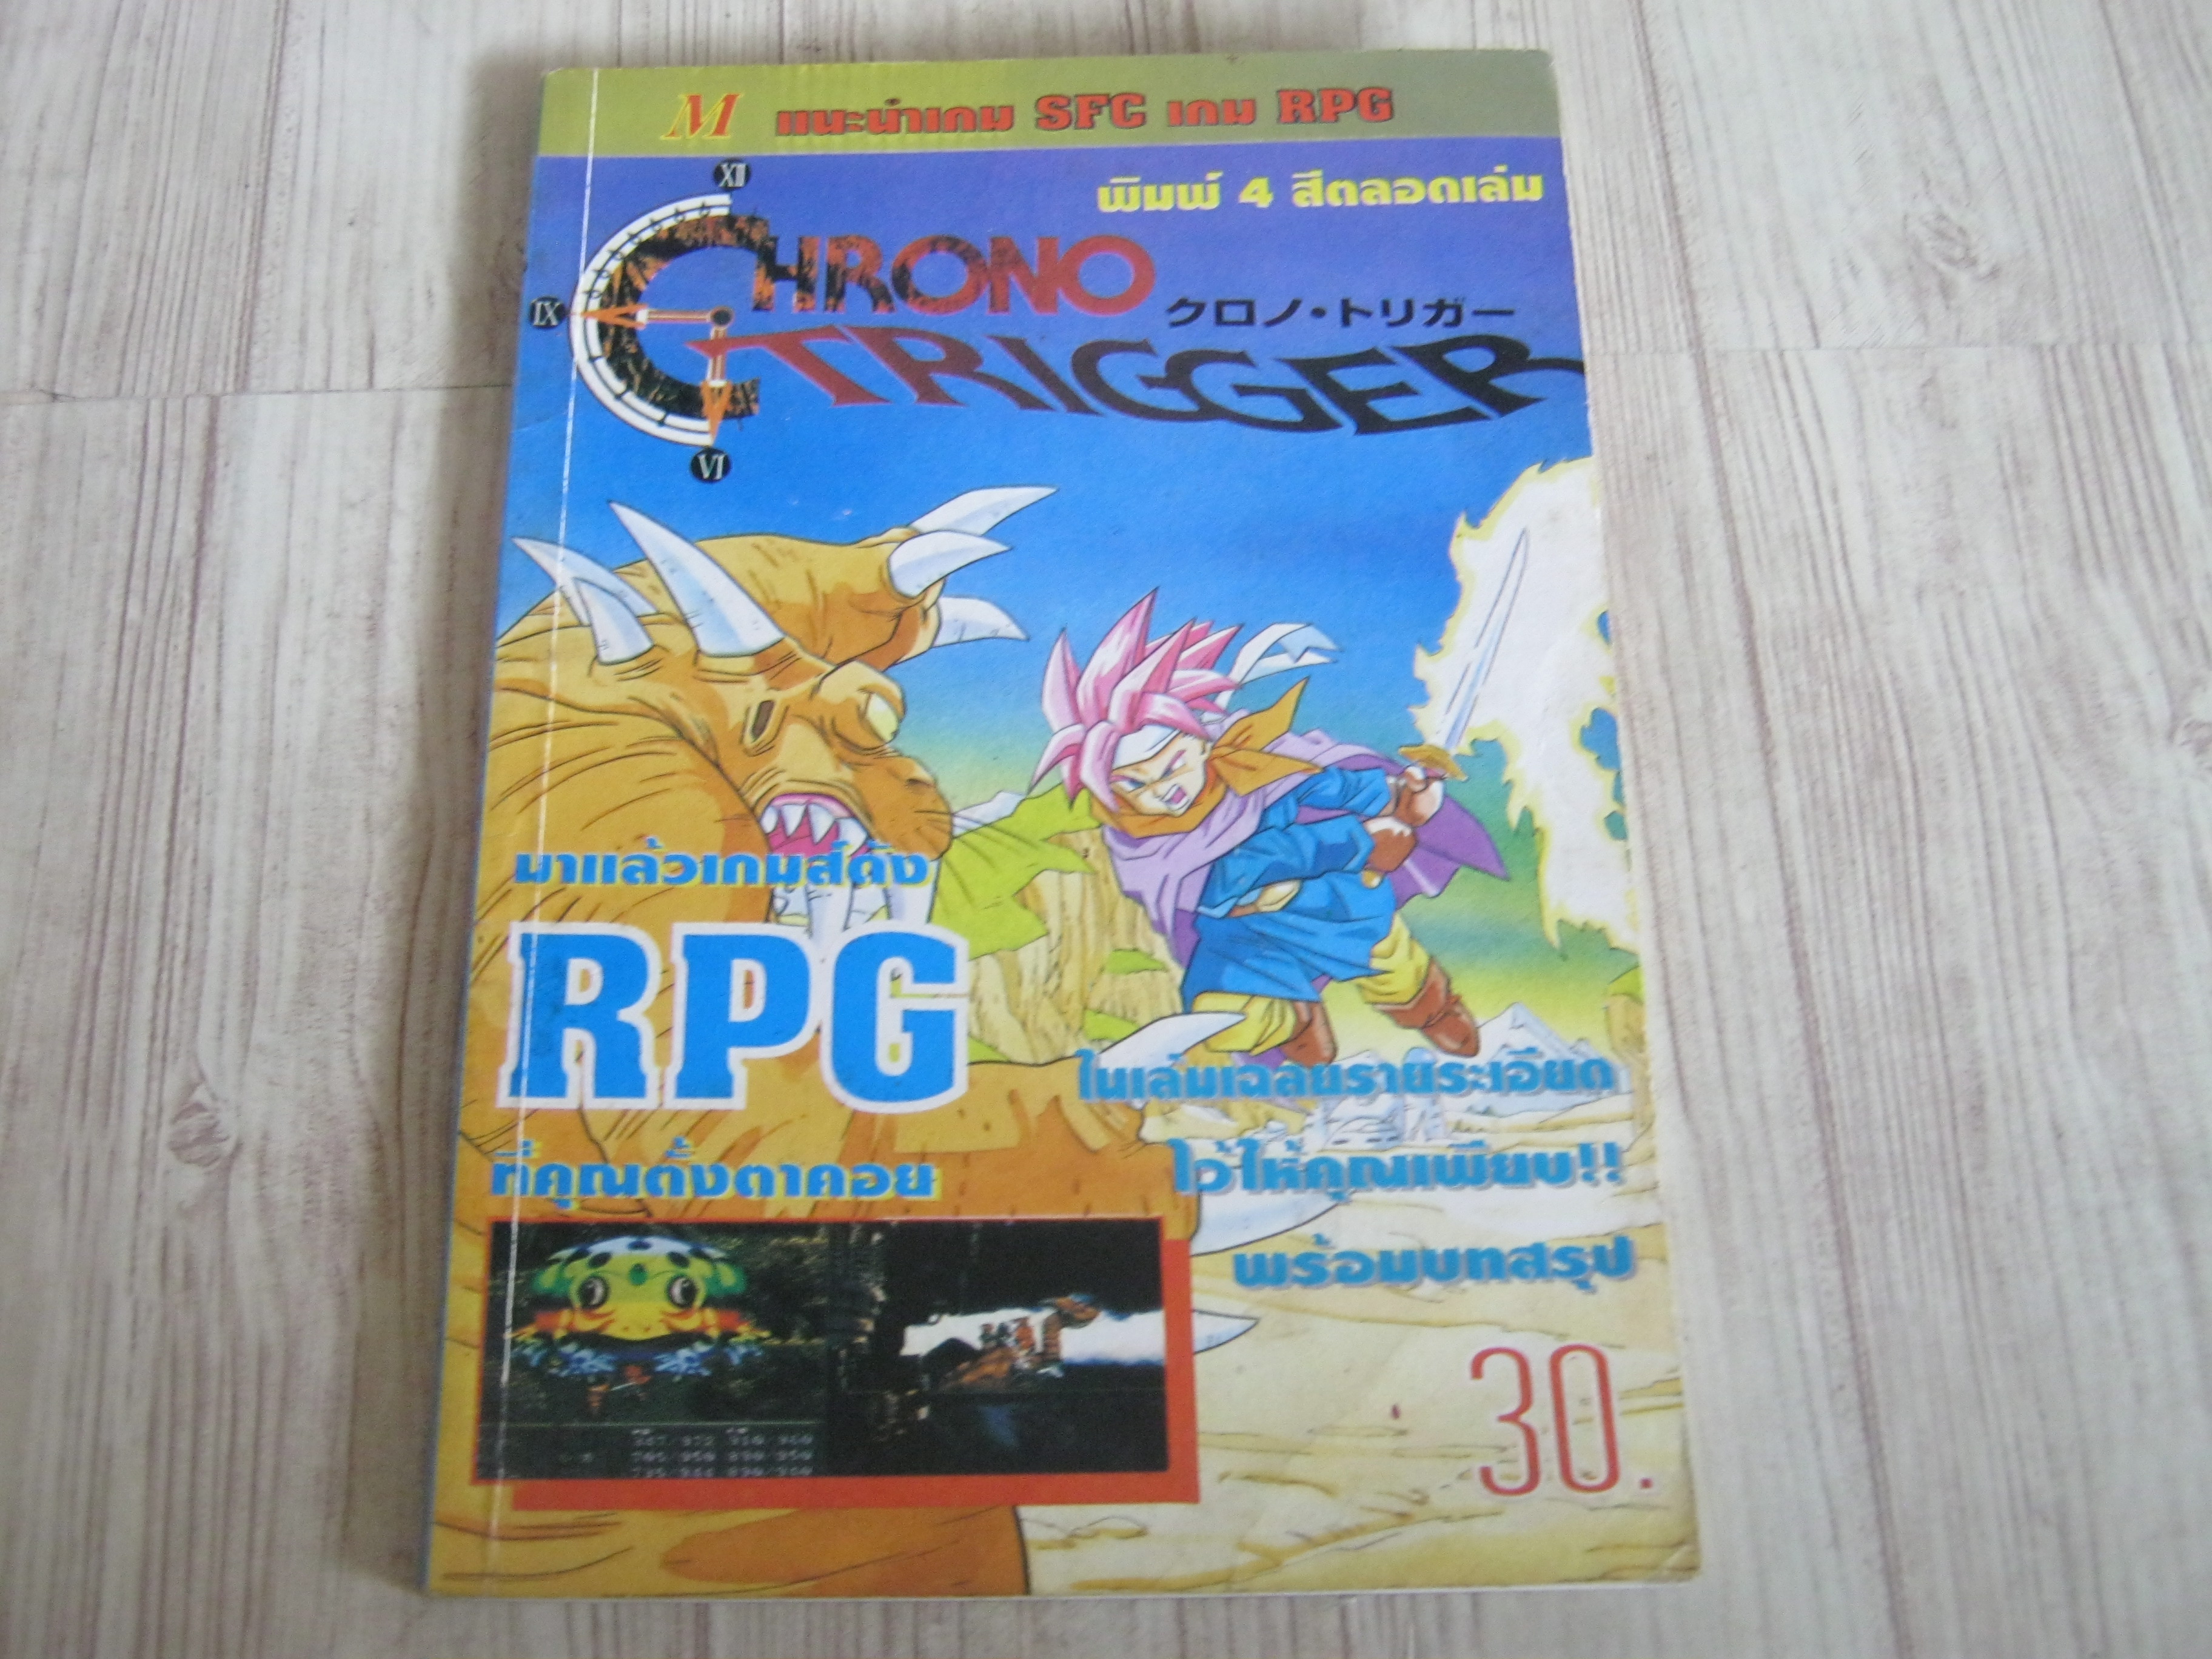 M แนะนำเกม SFC เกม RPG
พิมพ์ 4 สีตลอดเล่ม
XII
CHRONO
IX
クロノ・トリガー
TRIGGER
VI
มาแล้วเกมส์ดัง
RPG
ที่คุณตั้งตาคอย
ในเล่มเฉลยรายระเอียด
ไว้ให้คุณเพียบ!!
พร้อมบทสรุป
30.